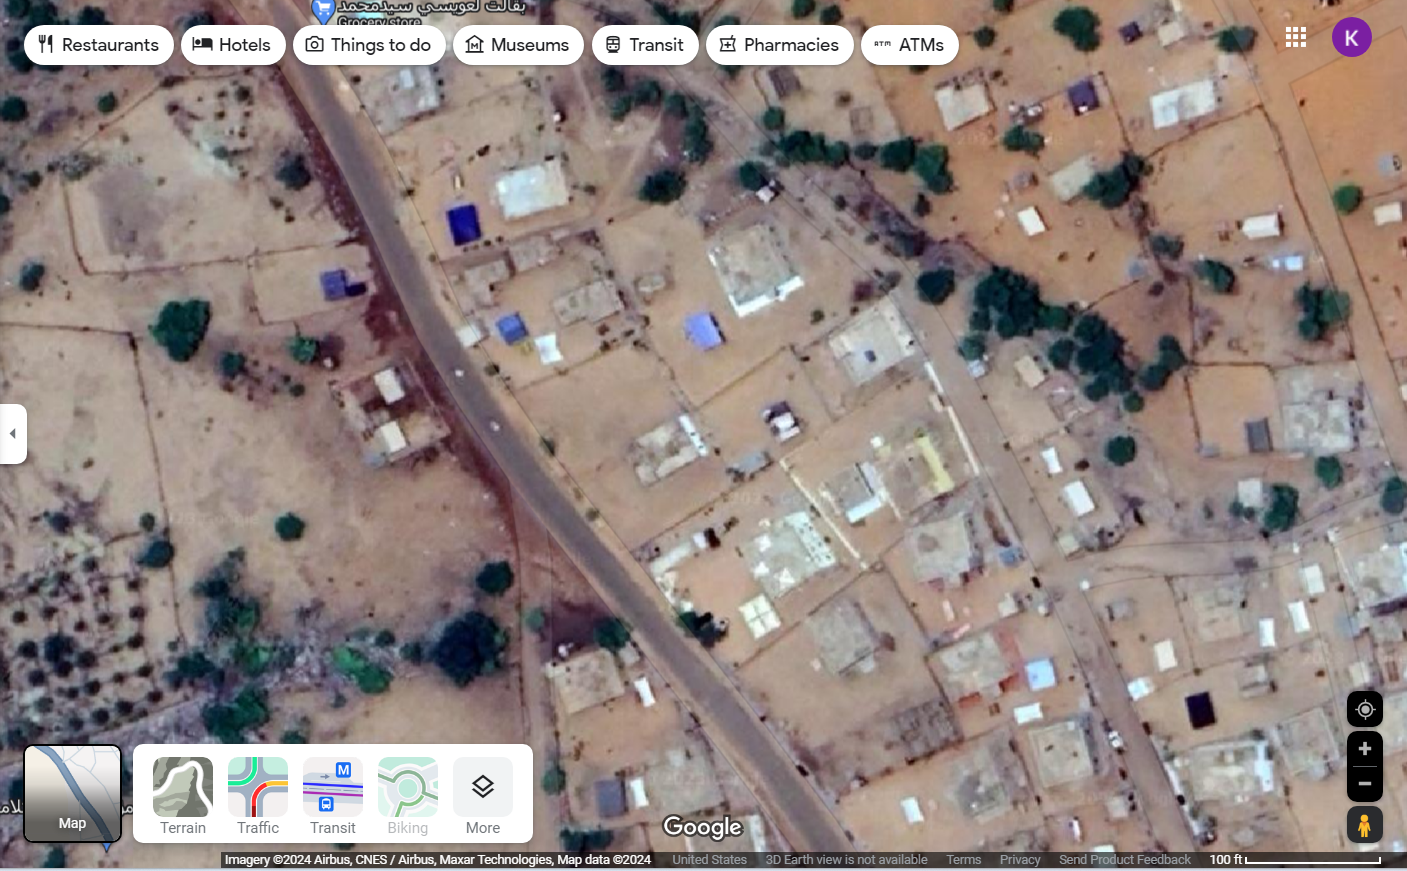 بقالت لعويسي سيدمحمد
Grocery store
Restaurants
Hotels
Things to do
Museums
Transit
Pharmacies
ATMs
K
Map
Terrain
Traffic
M
Transit
Biking
More
Google
Imagery ©2024 Airbus, CNES / Airbus, Maxar Technologies, Map data ©2024
United States
3D Earth view is not available
Terms
Privacy
Send Product Feedback
100 ft